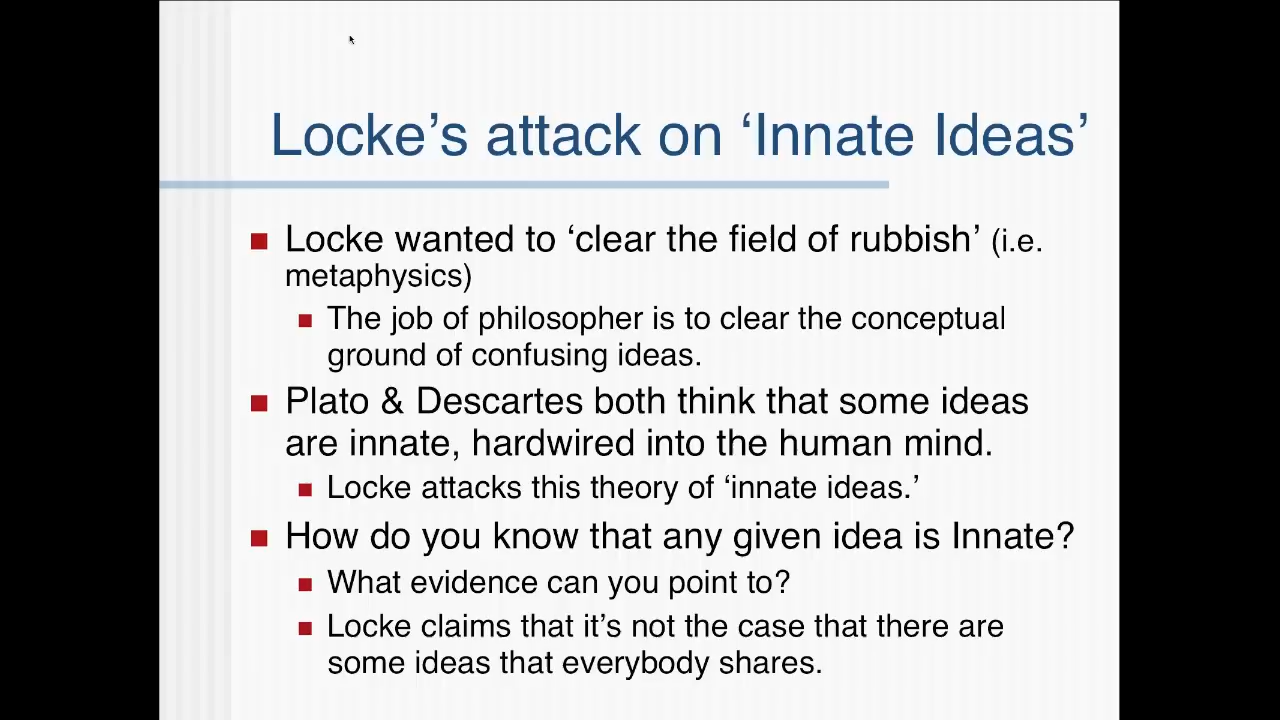 Locke’s attack on ‘Innate Ideas’
Locke wanted to ‘clear the field of rubbish’ (i.e.
metaphysics)
The job of philosopher is to clear the conceptual
ground of confusing ideas.
Plato & Descartes both think that some ideas
are innate, hardwired into the human mind.
Locke attacks this theory of ‘innate ideas.’
How do you know that any given idea is Innate?
What evidence can you point to?
Locke claims that it’s not the case that there are
some ideas that everybody shares.